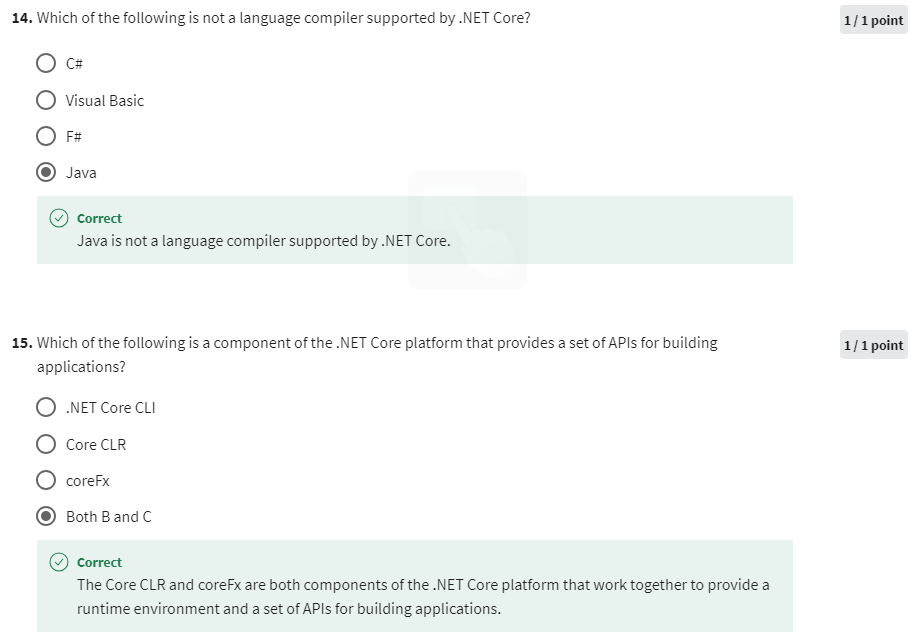 14. Which of the following is not a language compiler supported by .NET Core?
1 / 1 point
C#
Visual Basic
F#
Java
Correct
Java is not a language compiler supported by .NET Core.
15. Which of the following is a component of the .NET Core platform that provides a set of APIs for building
applications?
1 / 1 point
.NET Core CLI
Core CLR
coreFx
Both B and C
Correct
The Core CLR and coreFx are both components of the .NET Core platform that work together to provide a
runtime environment and a set of APIs for building applications.